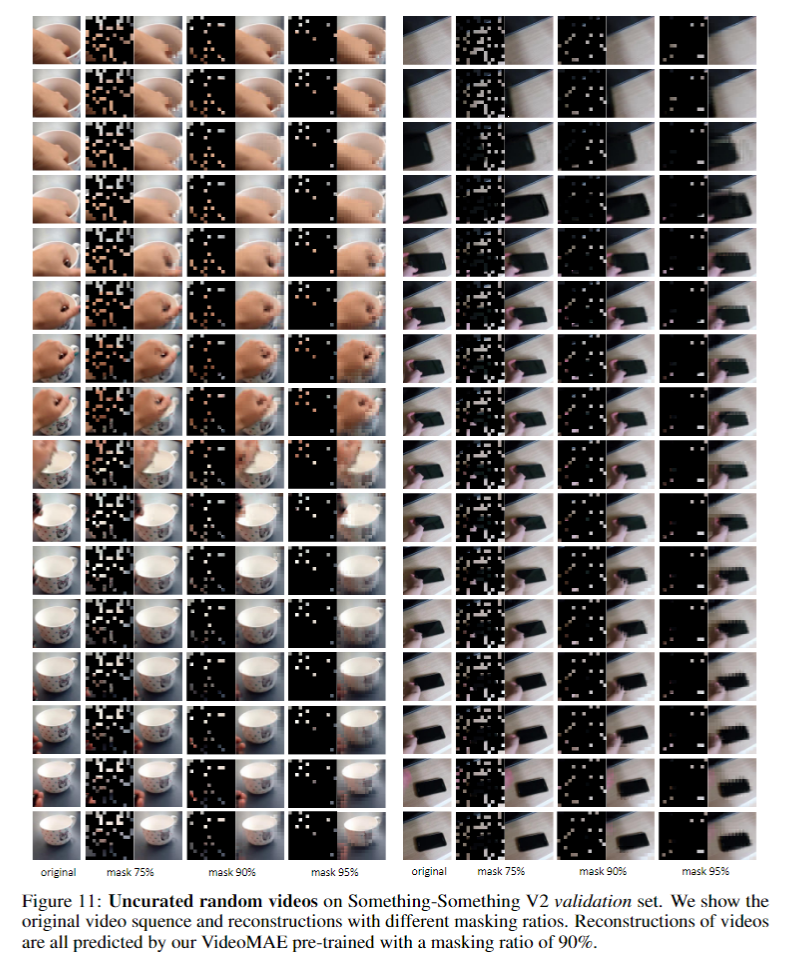 original mask 75% mask 90% mask 95% original mask 75% mask 90% mask 95%
Figure 11: Uncurated random videos on Something-Something V2 validation set. We show the
original video squence and reconstructions with different masking ratios. Reconstructions of videos
are all predicted by our VideoMAE pre-trained with a masking ratio of 90%.